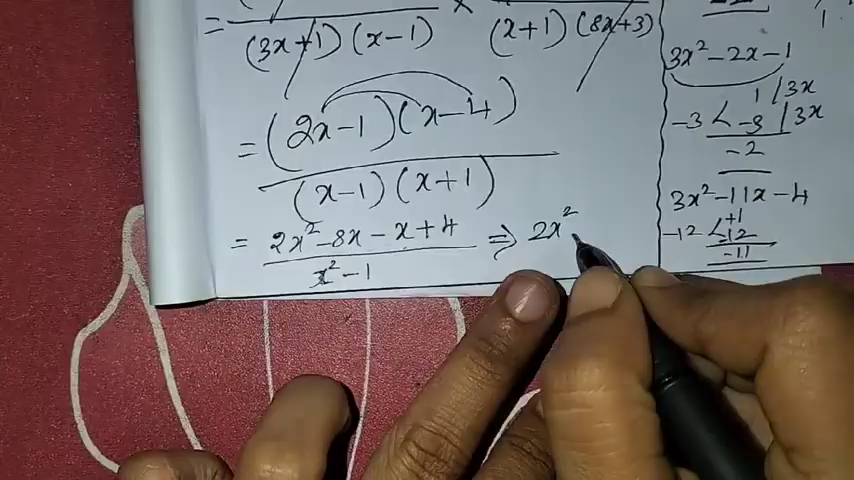 = ×
(3x+1) (x-1) (x+1) (8x+3)
= (2x-1)(x-4)
(x-1) (x+1)
= 2x²-8x-x+4 ⇒ 2x²
x²-1
3x²-2x-1
1/3x
-3 < -3/3x
-2
3x²-11x-4
+1
-12 < -12
-11